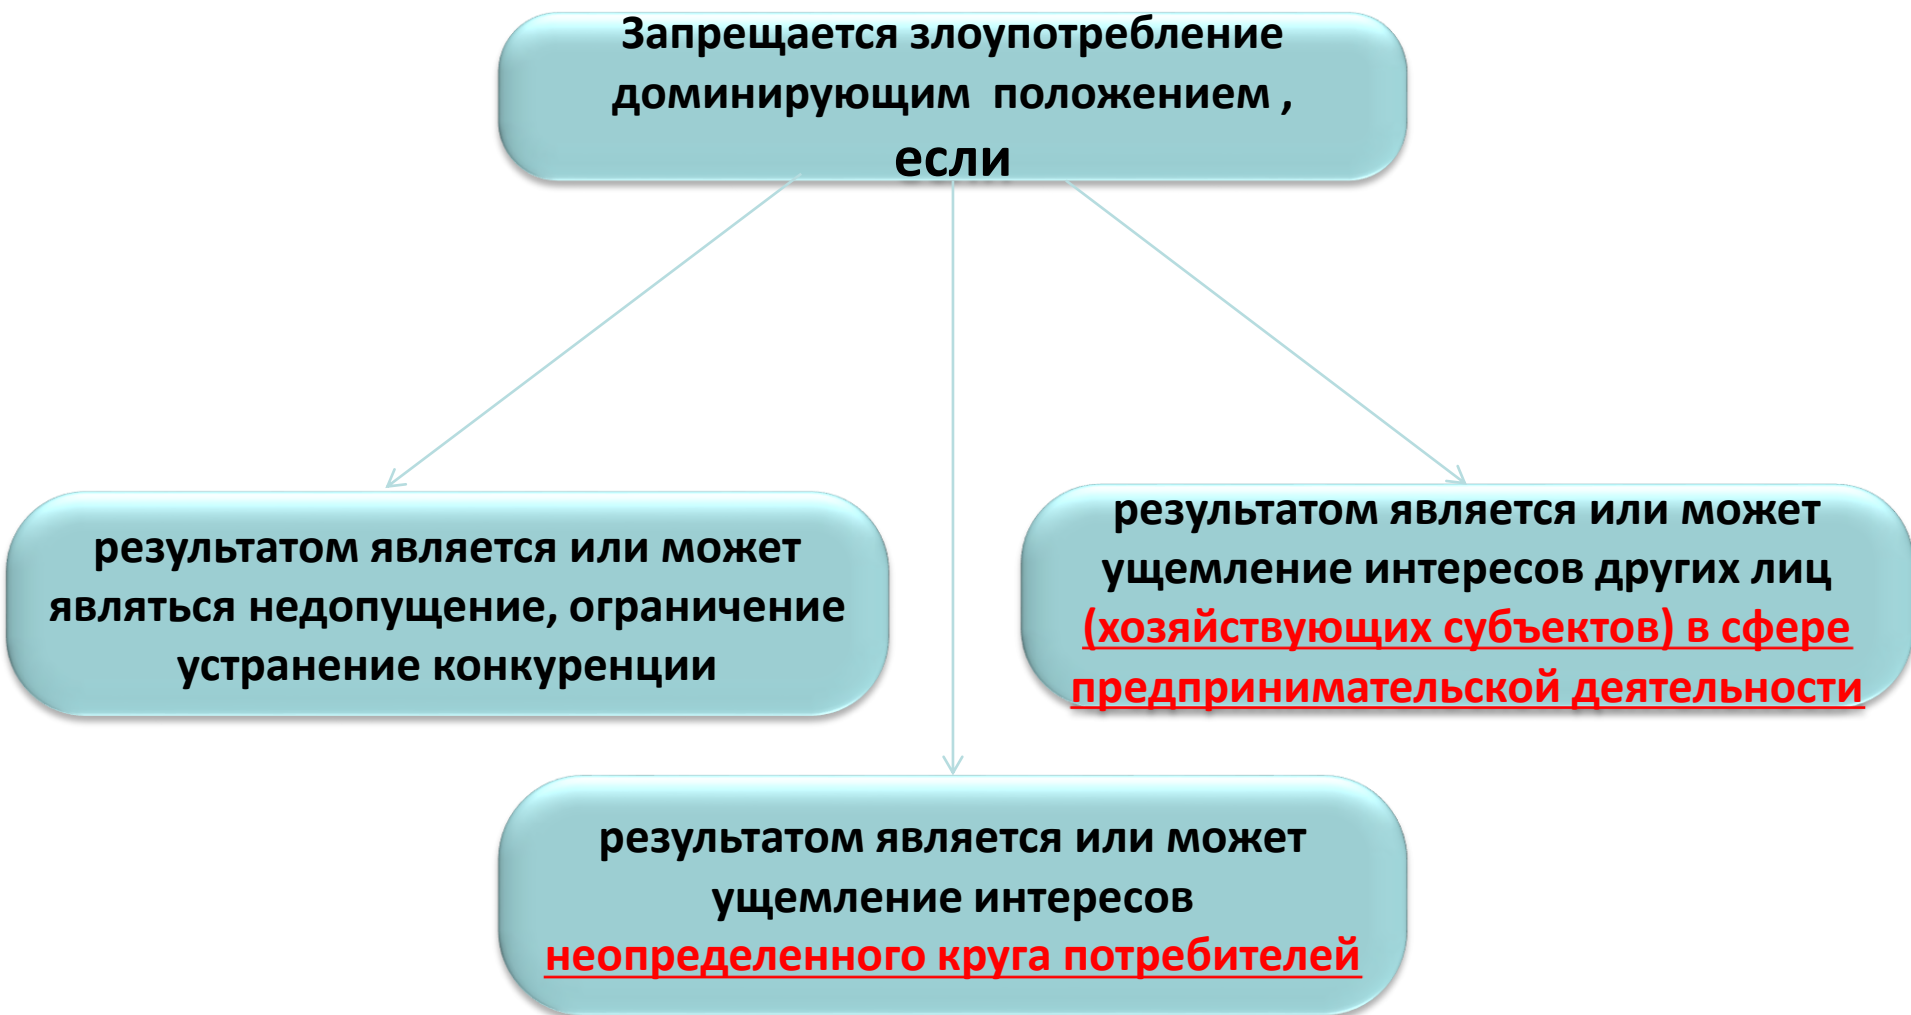 Запрещается злоупотребление
доминирующим положением ,
если
результатом является или может
являться недопущение, ограничение
устранение конкуренции
результатом является или может
ущемление интересов других лиц
(хозяйствующих субъектов) в сфере
предпринимательской деятельности
результатом является или может
ущемление интересов
неопределенного круга потребителей